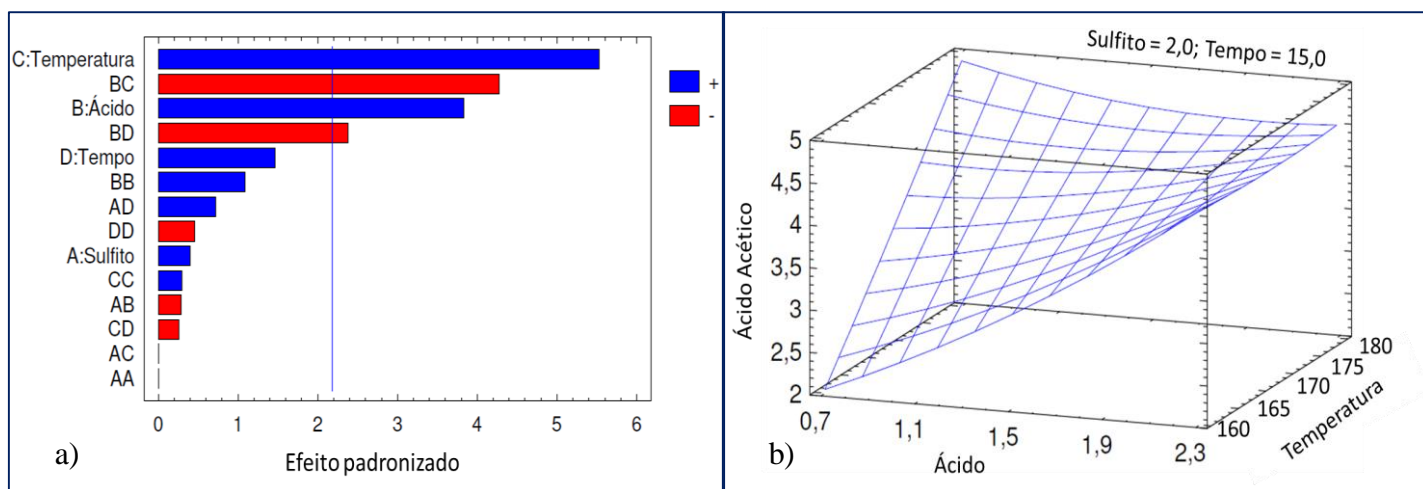 C:Temperatura
BC
B:Ácido
BD
D:Tempo
BB
AD
DD
A:Sulfito
CC
AB
CD
AC
AA
0 1 2 3 4 5 6
Efeito padronizado
+
-
a)
Sulfito = 2,0; Tempo = 15,0
5
4,5
4
3,5
3
2,5
2
Ácido Acético
0,7 1,1 1,5 1,9 2,3
Ácido
160 165 170 175 180
Temperatura
b)